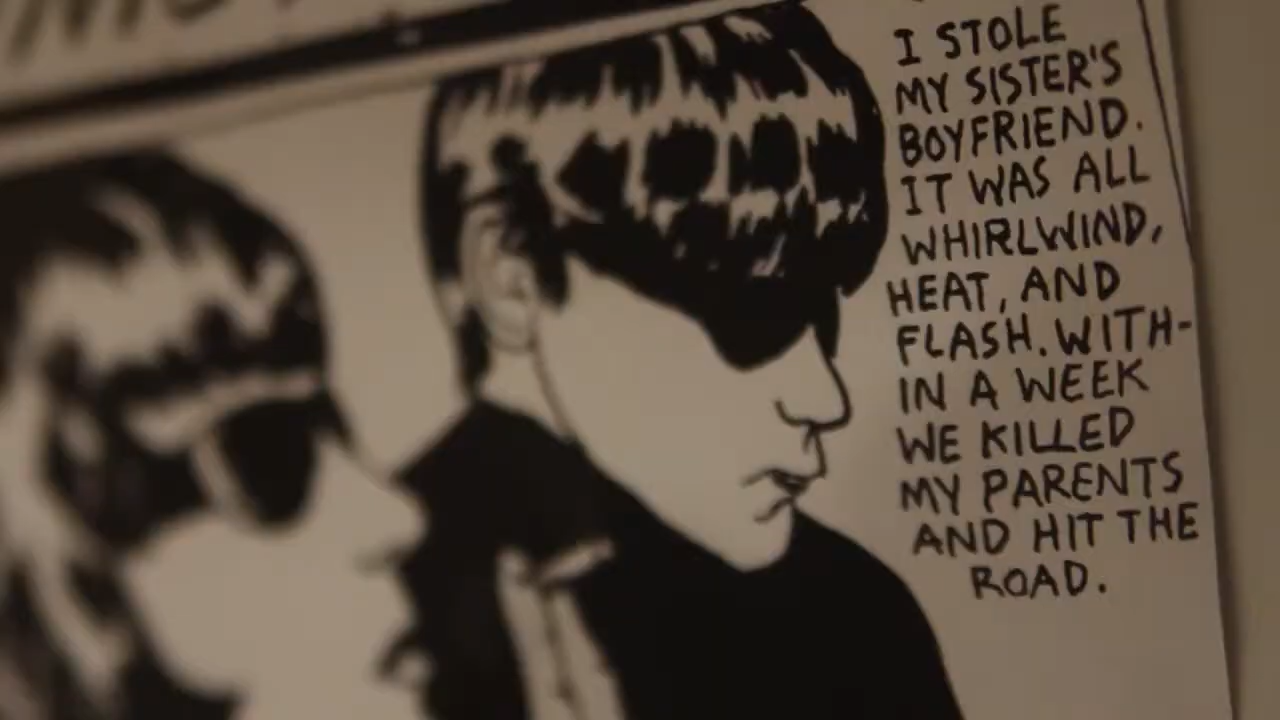 I STOLE
MY SISTER'S
BOYFRIEND.
IT WAS ALL
WHIRLWIND,
HEAT, AND
FLASH. WITH-
IN A WEEK
WE KILLED
MY PARENTS
AND HIT THE
ROAD.